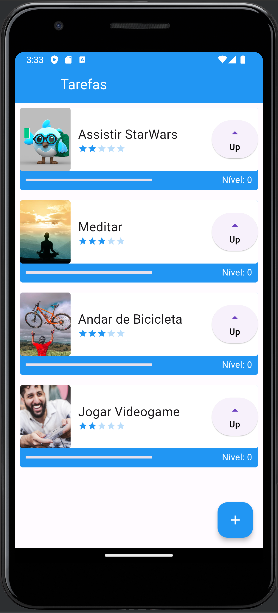 3:33
Tarefas
Assistir StarWars
Up
Nível: 0
Meditar
Up
Nível: 0
Andar de Bicicleta
Up
Nível: 0
Jogar Videogame
Up
Nível: 0
+